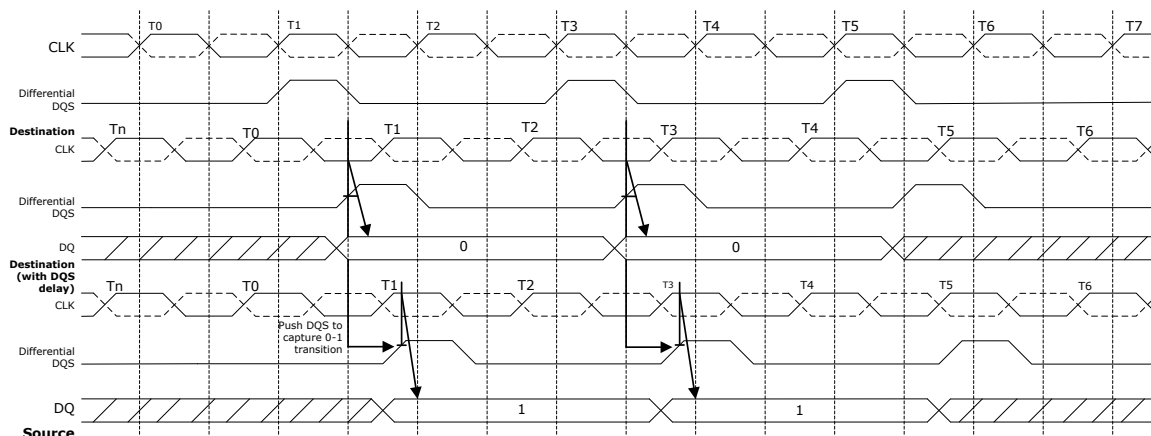 T0 T1 T2 T3 T4 T5 T6 T7
CLK
Differential
DQS
Destination
Tn T0 T1 T2 T3 T4 T5 T6
CLK
Differential
DQS
DQ 0 0
Destination
(with DQS
delay)
Tn T0 T1 T2 T3 T4 T5 T6
CLK
Push DQS to
capture 0-1
transition
Differential
DQS
DQ 1 1
Source